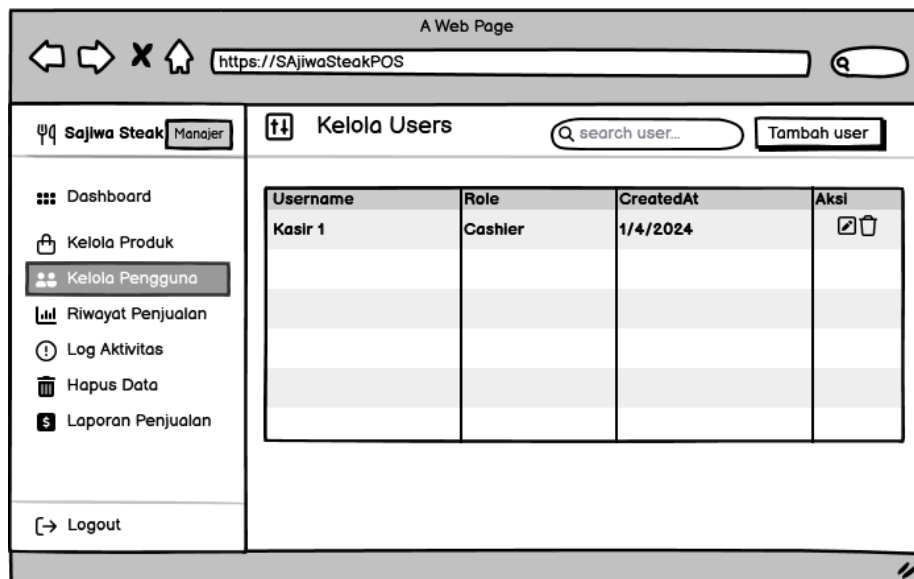 A Web Page
https://SAjiwaSteakPOS
Sajiwa Steak Manajer
Kelola Users
search user...
Tambah user
Dashboard
Kelola Produk
Kelola Pengguna
Riwayat Penjualan
Log Aktivitas
Hapus Data
Laporan Penjualan
Logout
Username Role CreatedAt Aksi
Kasir 1 Cashier 1/4/2024